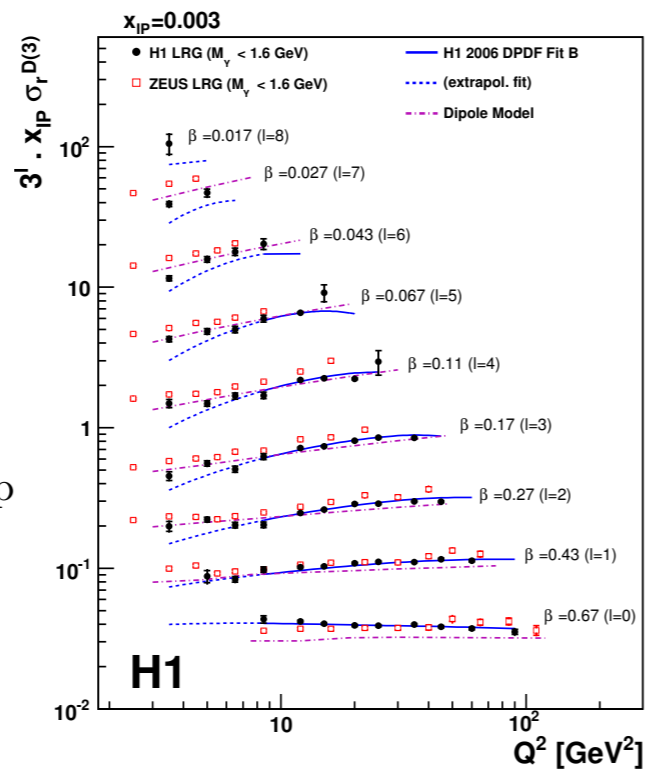 x_IP=0.003
3^l . x_IP σ_r^D(3)
H1 LRG (M_Y < 1.6 GeV)
ZEUS LRG (M_Y < 1.6 GeV)
H1 2006 DPDF Fit B
(extrapol. fit)
Dipole Model
10^2
10
1
10^-1
10^-2
β =0.017 (l=8)
β =0.027 (l=7)
β =0.043 (l=6)
β =0.067 (l=5)
β =0.11 (l=4)
β =0.17 (l=3)
β =0.27 (l=2)
β =0.43 (l=1)
β =0.67 (l=0)
H1
10
10^2
Q^2 [GeV^2]